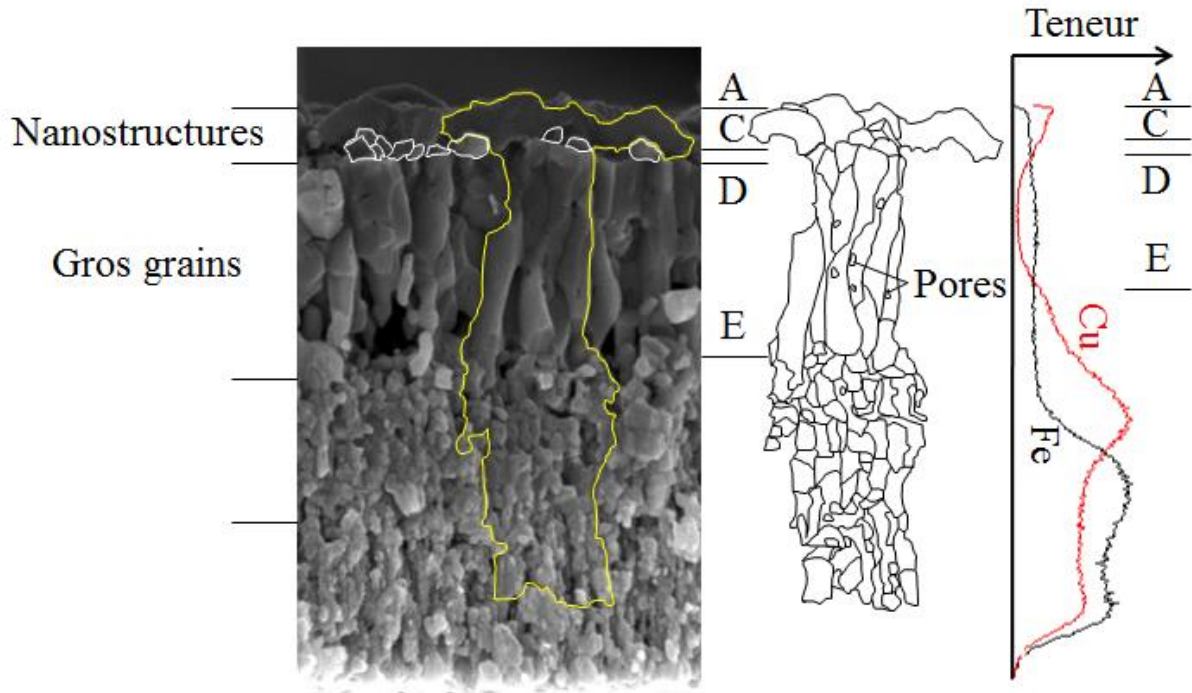 Teneur
A
A
Nanostructures
C
C
D
D
Gros grains
E
Pores
E
Cu
Fe